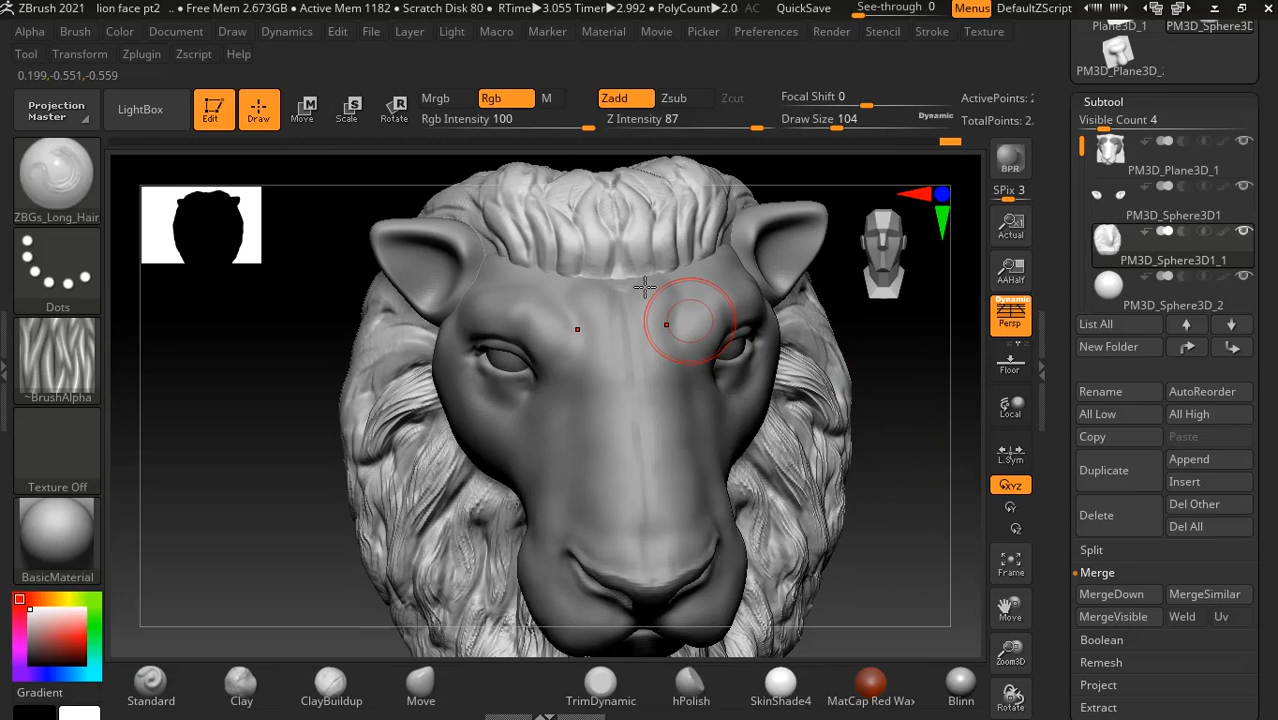 ZBrush 2021 lion face pt2 .. • Free Mem 2.673GB • Active Mem 1182 • Scratch Disk 80 • RTime▶3.055 Timer▶2.992 • PolyCount▶2.0 AC QuickSave See-through 0 Menus DefaultZScript
Alpha Brush Color Document Draw Dynamics Edit File Layer Light Macro Marker Material Movie Picker Preferences Render Stencil Stroke Texture
Tool Transform Zplugin Zscript Help
0.199,-0.551,-0.559
Projection Master
LightBox
Edit
Draw
Move
Scale
Rotate
Mrgb Rgb M
Rgb Intensity 100
Zadd Zsub Zcut
Z Intensity 87
Focal Shift 0
Draw Size 104
Dynamic
ActivePoints: 2
TotalPoints: 2.
ZBGs_Long_Hair
Dots
~BrushAlpha
Texture Off
BasicMaterial
Gradient
BPR
SPix 3
Actual
AAHalf
Dynamic
Persp
Floor
Local
L.Sym
XYZ
Frame
Move
Zoom3D
Rotate
Plane3D_1 PM3D_Sphere3D
PM3D_Plane3D_
Subtool
Visible Count 4
PM3D_Plane3D_1
PM3D_Sphere3D1
PM3D_Sphere3D1_1
PM3D_Sphere3D_2
List All
New Folder
Rename AutoReorder
All Low All High
Copy Paste
Duplicate Append
Insert
Delete Del Other
Del All
Split
Merge
MergeDown MergeSimilar
MergeVisible Weld Uv
Boolean
Remesh
Project
Extract
Standard Clay ClayBuildup Move TrimDynamic hPolish SkinShade4 MatCap Red Wax Blinn